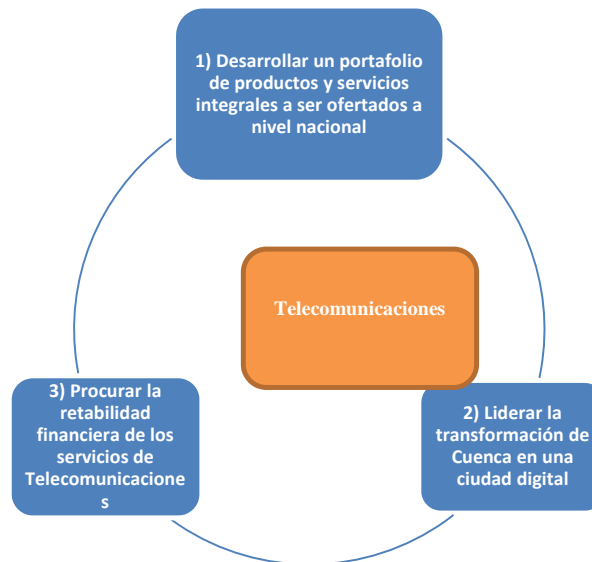 1) Desarrollar un portafolio
de productos y servicios
integrales a ser ofertados a
nivel nacional
Telecomunicaciones
3) Procurar la
retabilidad
financiera de los
servicios de
Telecomunicacione
s
2) Liderar la
transformación de
Cuenca en una
ciudad digital